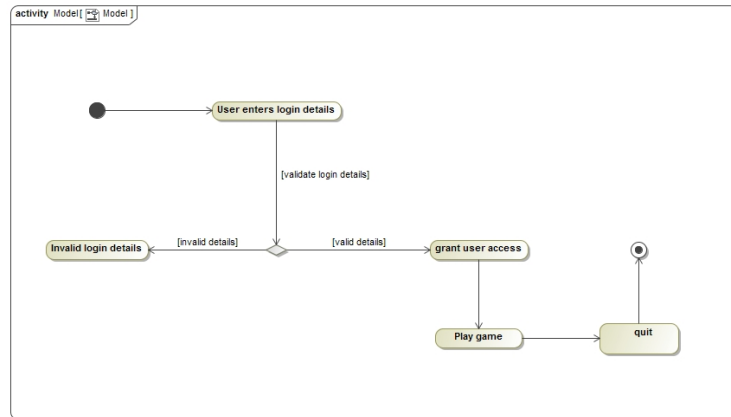 activity Model[ Model ]
User enters login details
[validate login details]
Invalid login details [invalid details] [valid details] grant user access
Play game quit